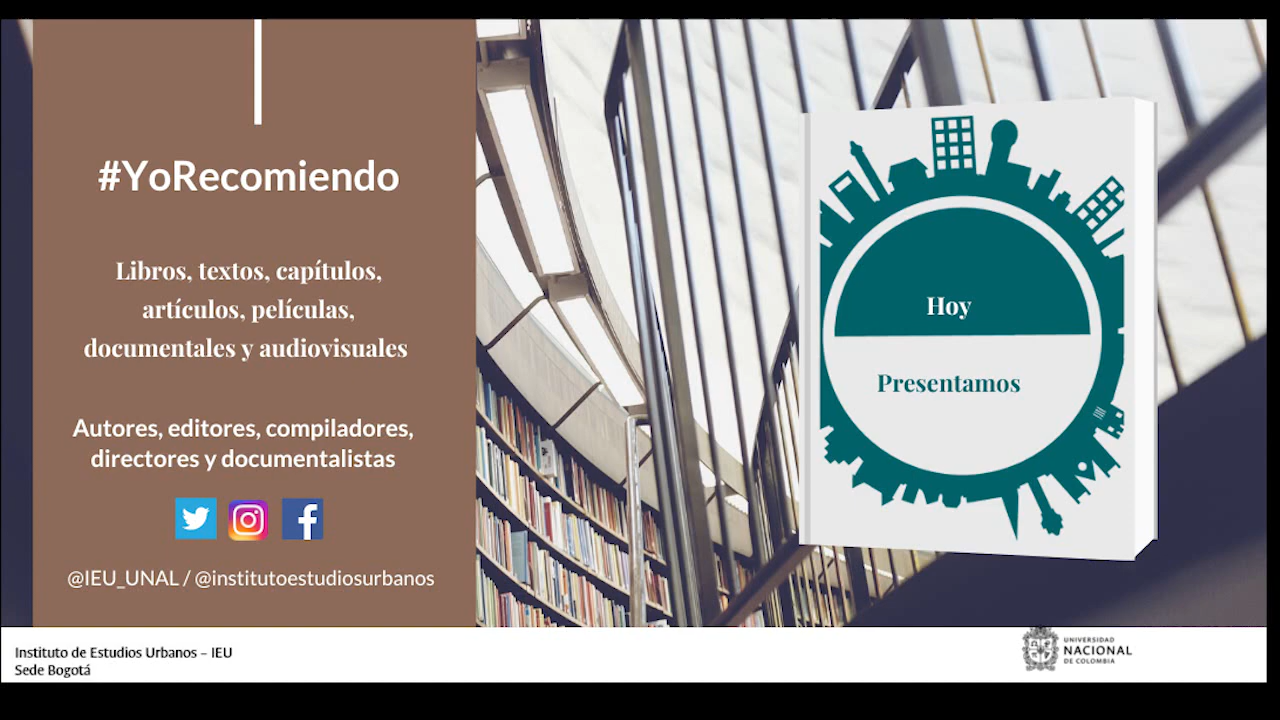 #YoRecomiendo
Libros, textos, capítulos,
artículos, películas,
documentales y audiovisuales
Autores, editores, compiladores,
directores y documentalistas
@IEU_UNAL / @institutoestudiosurbanos
Hoy
Presentamos
Instituto de Estudios Urbanos – IEU
Sede Bogotá
UNIVERSIDAD
NACIONAL
DE COLOMBIA